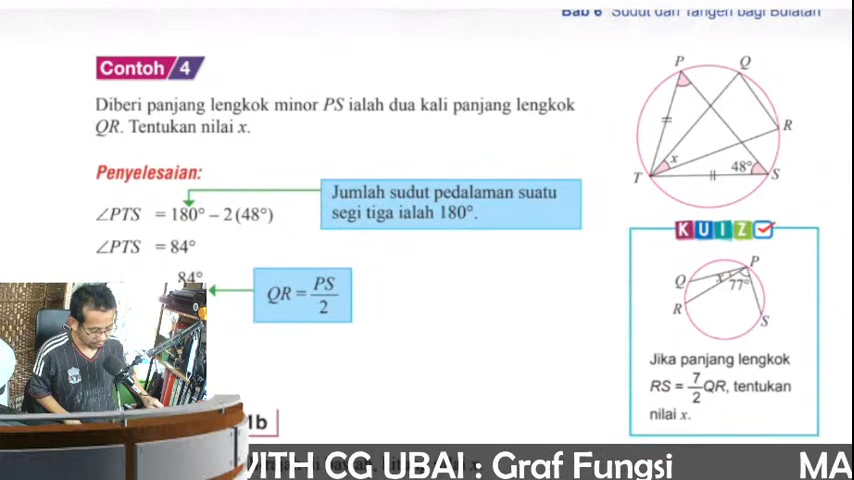 Bab 6 Sudut dan Tangen bagi Bulatan
Contoh 4
Diberi panjang lengkok minor PS ialah dua kali panjang lengkok
QR. Tentukan nilai x.
Penyelesaian:
Jumlah sudut pedalaman suatu
segi tiga ialah 180°.
∠PTS = 180° – 2(48°)
∠PTS = 84°
84°
QR = PS/2
P
Q
R
x
48°
T
S
KUIZ
P
Q
x
77°
R
S
Jika panjang lengkok
RS = 7/2 QR, tentukan
nilai x.
1b
WITH CG UBAI : Graf Fungsi
MA